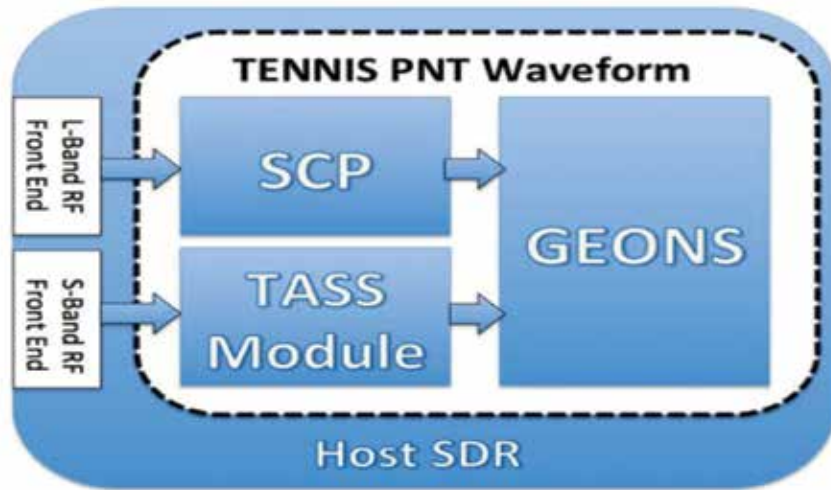 TENNIS PNT Waveform
L-Band RF
Front End
SCP
GEONS
S-Band RF
Front End
TASS
Module
Host SDR